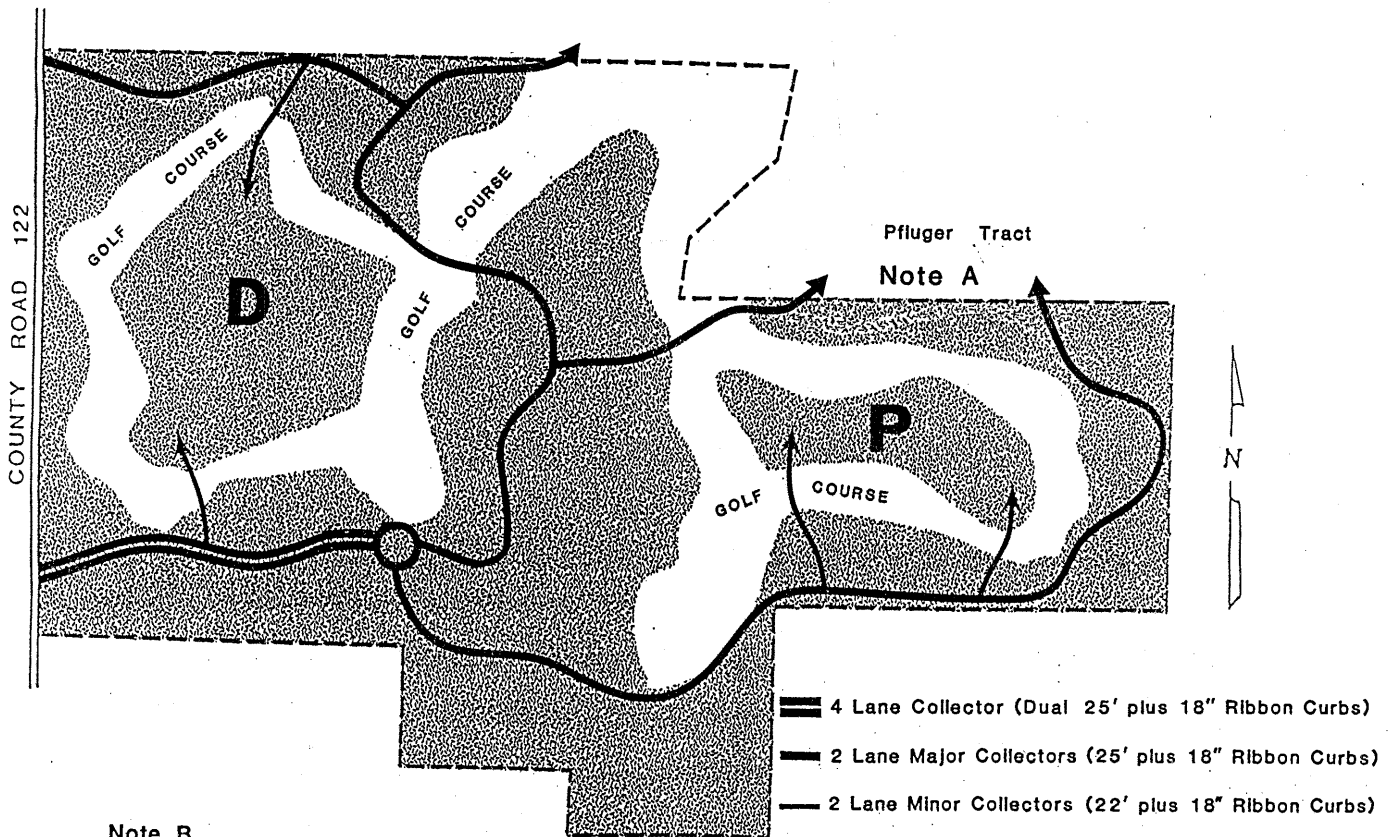 COUNTY ROAD 122
GOLF COURSE
D
GOLF COURSE
Pfluger Tract
Note A
P
GOLF COURSE
N
4 Lane Collector (Dual 25' plus 18" Ribbon Curbs)
2 Lane Major Collectors (25' plus 18" Ribbon Curbs)
2 Lane Minor Collectors (22' plus 18" Ribbon Curbs)
Note B